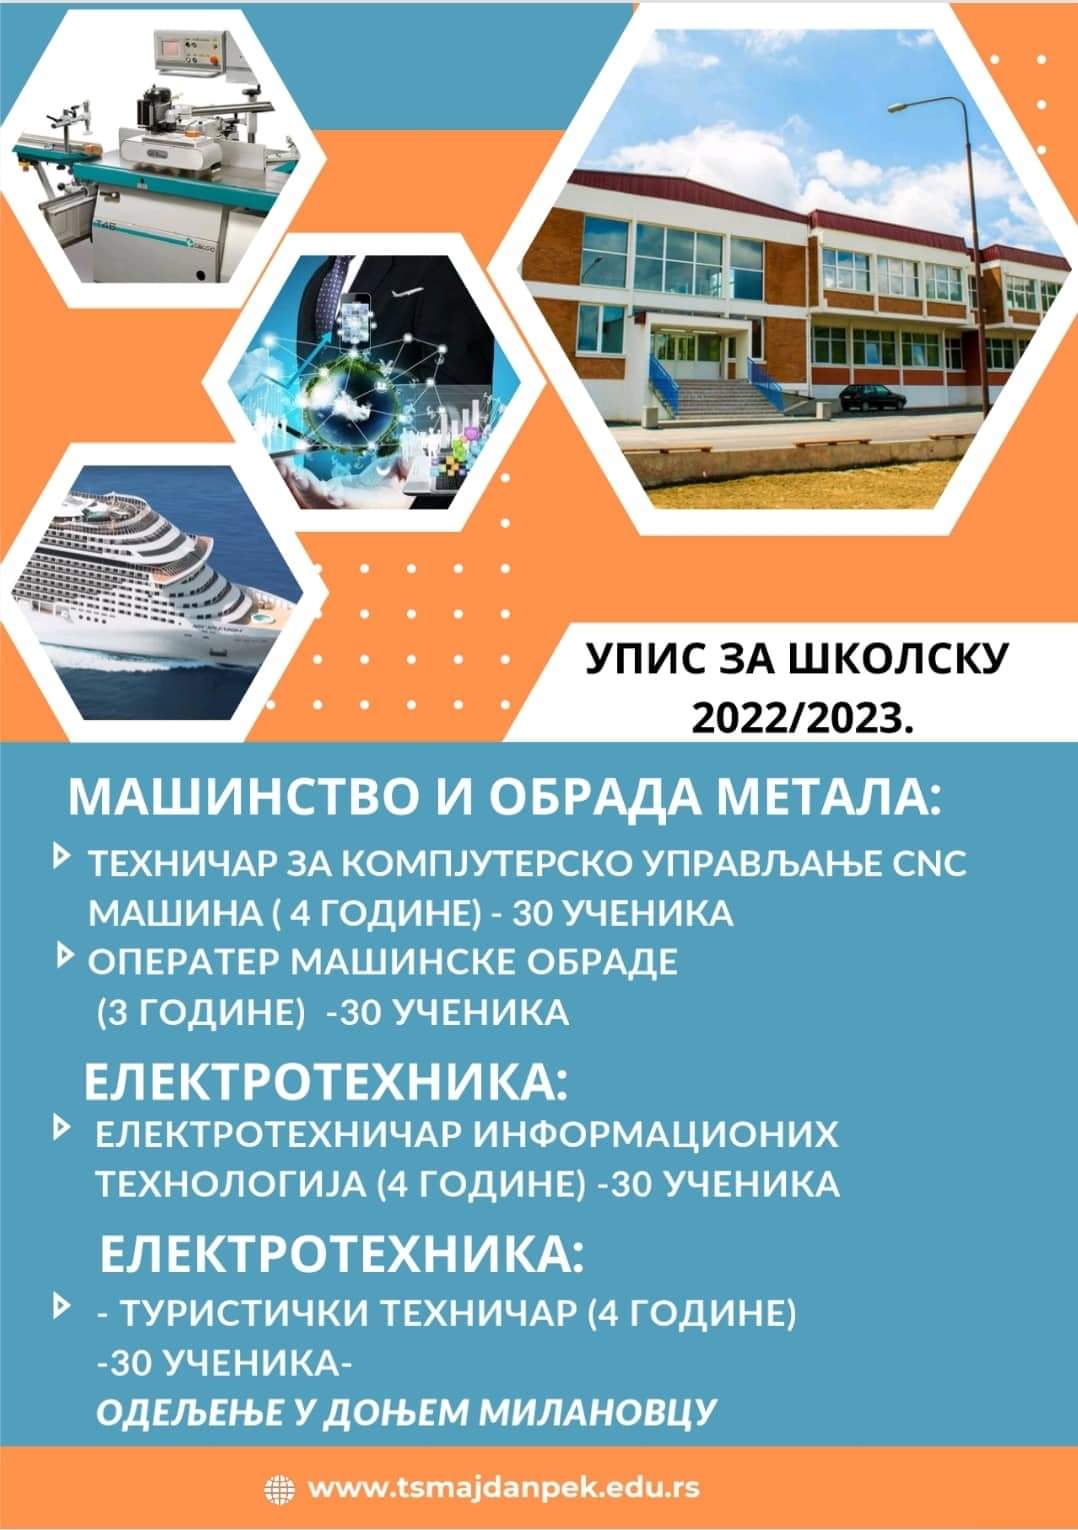 УПИС ЗА ШКОЛСКУ
2022/2023.
МАШИНСТВО И ОБРАДА МЕТАЛА:
ТЕХНИЧАР ЗА КОМПЈУТЕРСКО УПРАВЉАЊЕ CNC
МАШИНА ( 4 ГОДИНЕ) - 30 УЧЕНИКА
ОПЕРАТЕР МАШИНСКЕ ОБРАДЕ
(3 ГОДИНЕ) -30 УЧЕНИКА
ЕЛЕКТРОТЕХНИКА:
ЕЛЕКТРОТЕХНИЧАР ИНФОРМАЦИОНИХ
ТЕХНОЛОГИЈА (4 ГОДИНЕ) -30 УЧЕНИКА
ЕЛЕКТРОТЕХНИКА:
- ТУРИСТИЧКИ ТЕХНИЧАР (4 ГОДИНЕ)
-30 УЧЕНИКА-
ОДЕЉЕЊЕ У ДОЊЕМ МИЛАНОВЦУ
www.tsmajdanpek.edu.rs